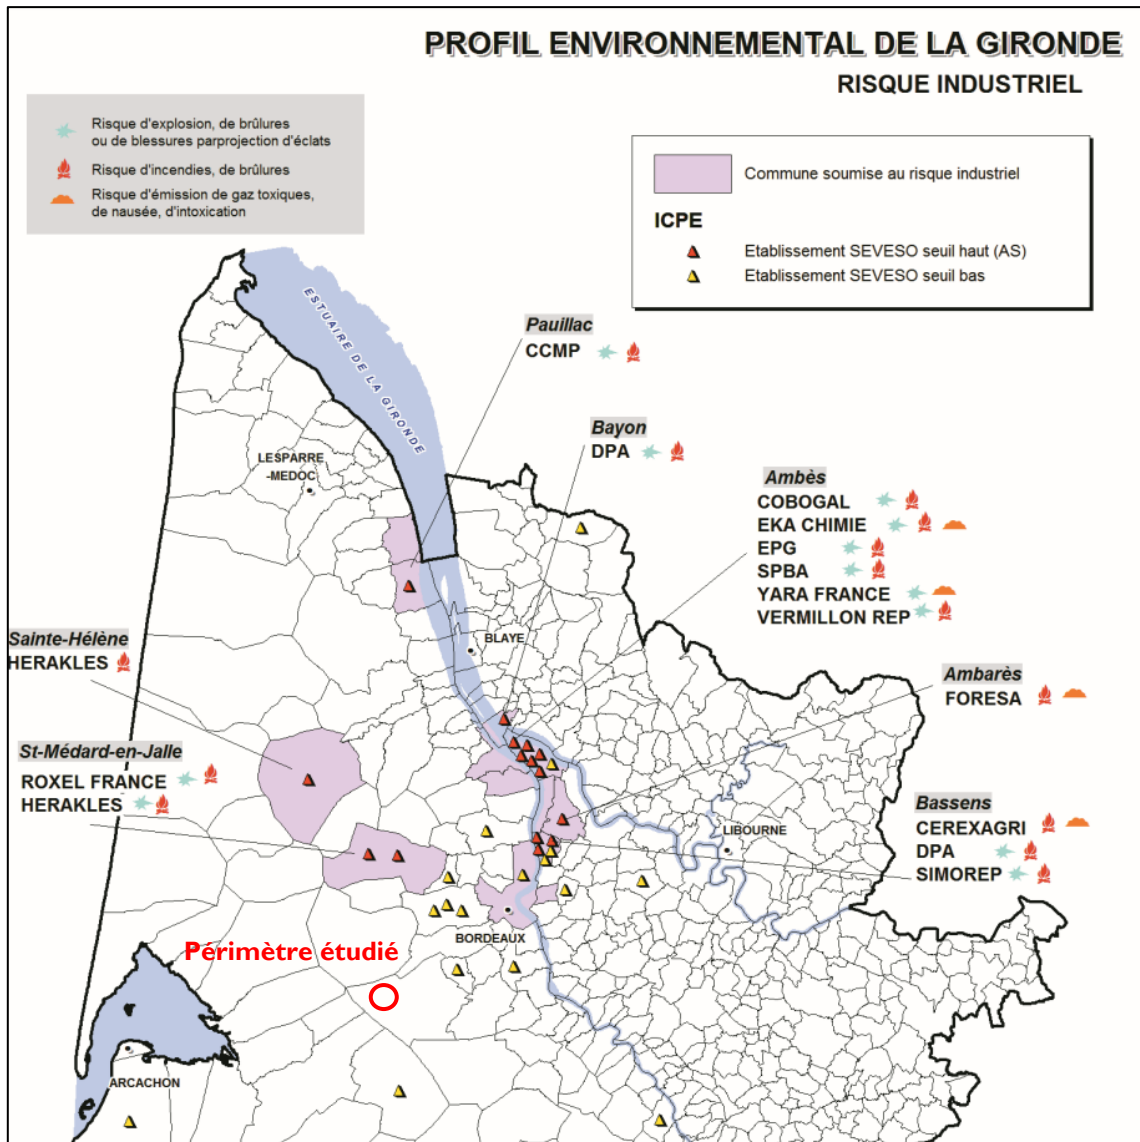 PROFIL ENVIRONNEMENTAL DE LA GIRONDE
RISQUE INDUSTRIEL
Risque d'explosion, de brûlures
ou de blessures parprojection d'éclats
Risque d'incendies, de brûlures
Risque d'émission de gaz toxiques,
de nausée, d'intoxication
Commune soumise au risque industriel
ICPE
Etablissement SEVESO seuil haut (AS)
Etablissement SEVESO seuil bas
ESTUAIRE DE LA GIRONDE
Pauillac
CCMP
Bayon
DPA
LESPARRE
-MEDOC
Ambès
COBOGAL
EKA CHIMIE
EPG
SPBA
YARA FRANCE
VERMILLON REP
BLAYE
Sainte-Hélène
HERAKLES
Ambarès
FORESA
St-Médard-en-Jalle
ROXEL FRANCE
HERAKLES
Bassens
CEREXAGRI
DPA
SIMOREP
LIBOURNE
BORDEAUX
Périmètre étudié
ARCACHON